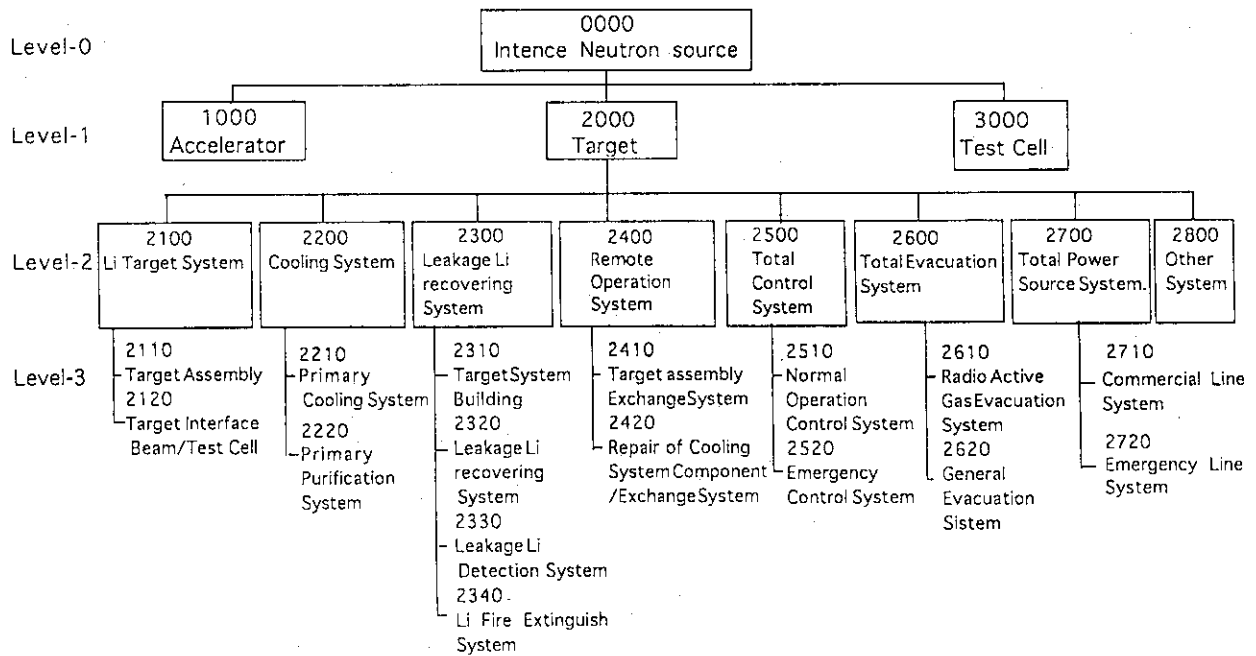 Level-0
0000
Intence Neutron source
Level-1
1000
Accelerator
2000
Target
3000
Test Cell
Level-2
2100
Li Target System
2200
Cooling System
2300
Leakage Li
recovering
System
2400
Remote
Operation
System
2500
Total
Control
System
2600
Total Evacuation
System
2700
Total Power
Source System.
2800
Other
System
Level-3
2110
Target Assembly
2120
Target Interface
Beam/Test Cell
2210
Primary
Cooling System
2220
Primary
Purification
System
2310
Target System
Building
2320
Leakage Li
recovering
System
2330
Leakage Li
Detection System
2340
Li Fire Extinguish
System
2410
Target assembly
Exchange System
2420
Repair of Cooling
System Component
/Exchange System
2510
Normal
Operation
Control System
2520
Emergency
Control System
2610
Radio Active
Gas Evacuation
System
2620
General
Evacuation
Sistem
2710
Commercial Line
System
2720
Emergency Line
System